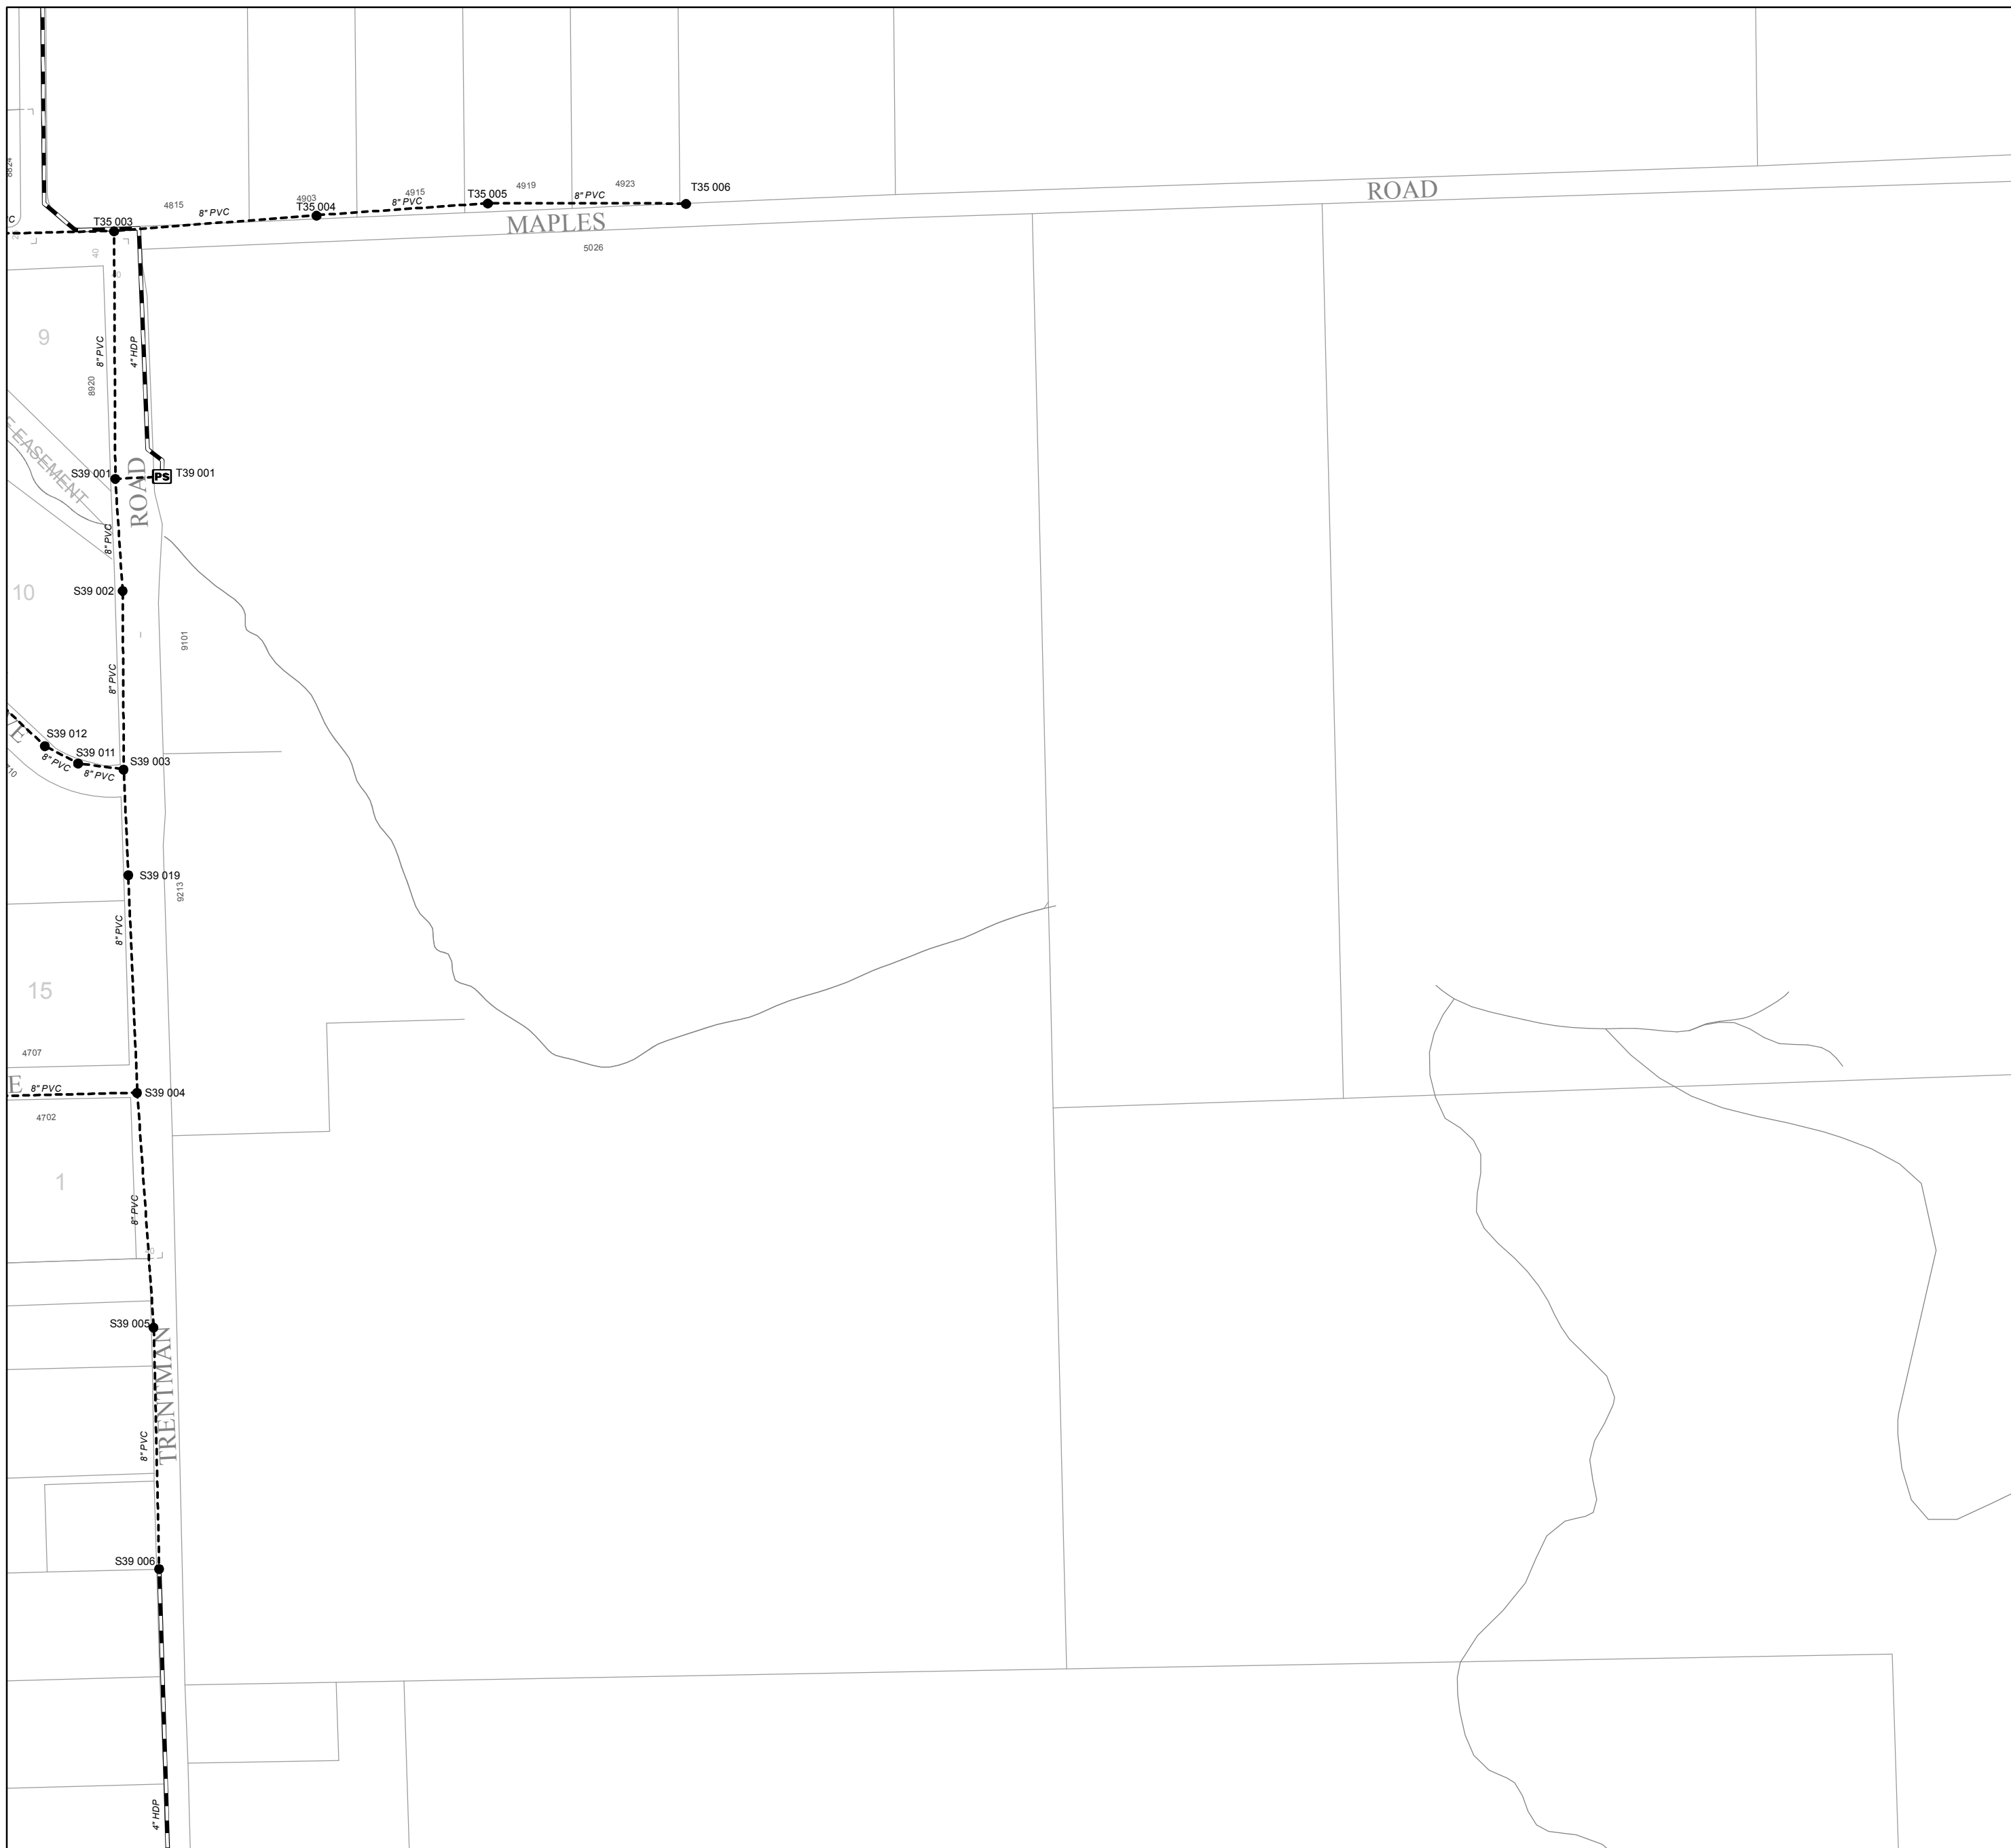 8824
4815
8" PVC
4903
T35 004
4915
8" PVC
T35 005
4919
8" PVC
4923
T35 006
ROAD
MAPLES
5026
T35 003
C
40
9
8" PVC
4" HDP
8920
EASEMENT
S39 001
PS
T39 001
ROAD
8" PVC
10
S39 002
9101
8" PVC
E
S39 012
S39 011
8" PVC
8" PVC
S39 003
S39 019
9213
8" PVC
15
4707
E
8" PVC
S39 004
4702
1
8" PVC
S39 005
TRENTMAN
8" PVC
S39 006
4" HDP